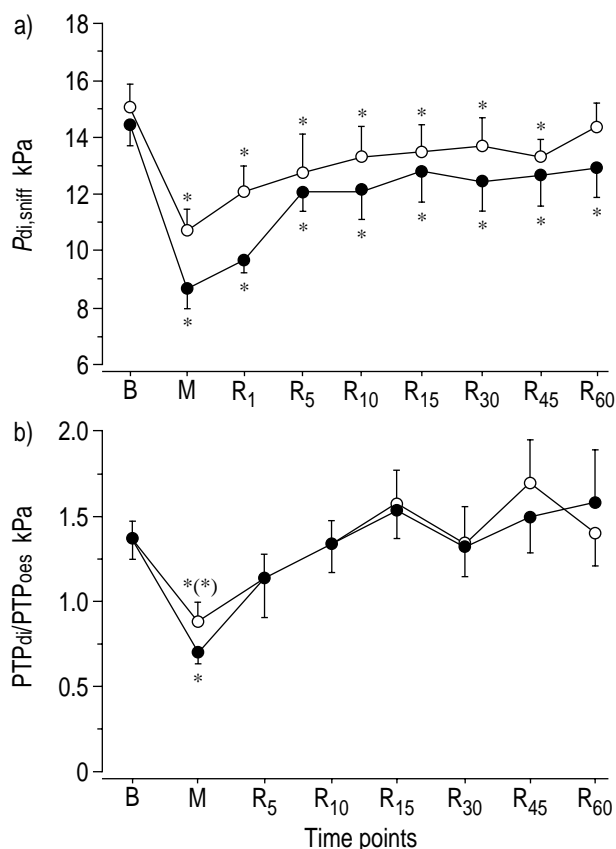 a)
18
16
14
12
10
8
6
Pdi,sniff kPa
* * * * * * *
* * * * * * * *
B M R1 R5 R10 R15 R30 R45 R60
b)
2.0
1.5
1.0
0.5
0
PTPdi/PTPoes kPa
*(*)
*
B M R5 R10 R15 R30 R45 R60
Time points